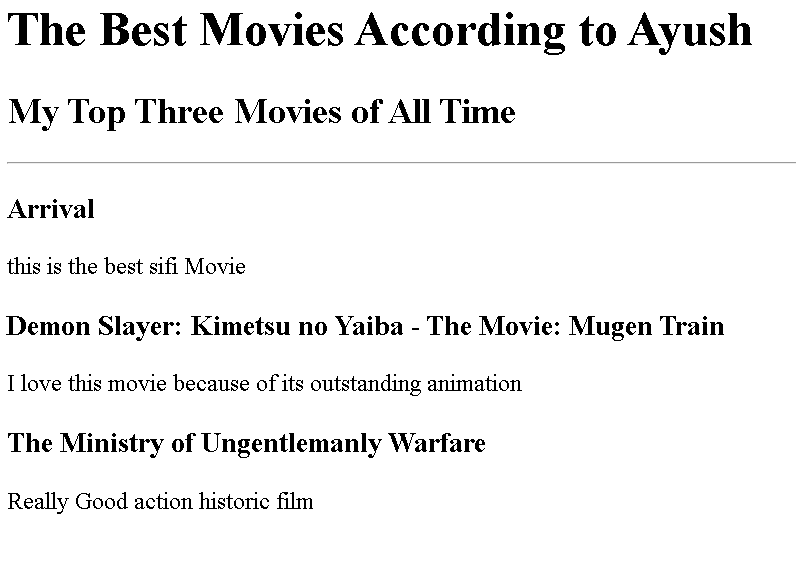 The Best Movies According to Ayush
My Top Three Movies of All Time
Arrival
this is the best sifi Movie
Demon Slayer: Kimetsu no Yaiba - The Movie: Mugen Train
I love this movie because of its outstanding animation
The Ministry of Ungentlemanly Warfare
Really Good action historic film